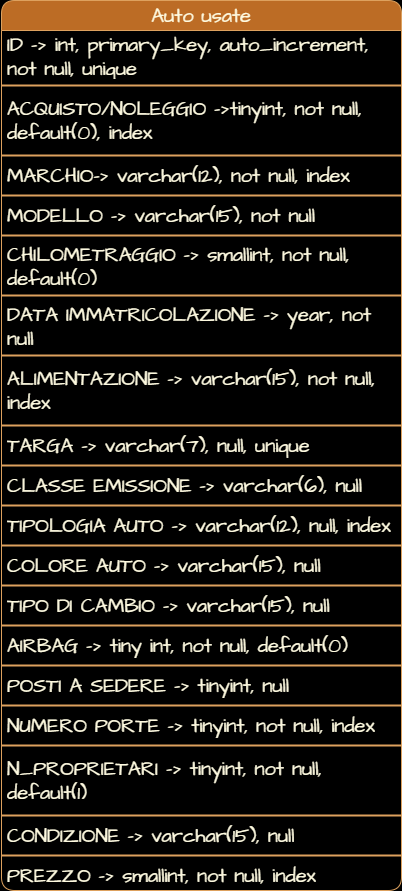 Auto usate
ID -> int, primary_key, auto_increment,
not null, unique
ACQUISTO/NOLEGGIO ->tinyint, not null,
default(0), index
MARCHIO-> varchar(12), not null, index
MODELLO -> varchar(15), not null
CHILOMETRAGGIO -> smallint, not null,
default(0)
DATA IMMATRICOLAZIONE -> year, not
null
ALIMENTAZIONE -> varchar(15), not null,
index
TARGA -> varchar(7), null, unique
CLASSE EMISSIONE -> varchar(6), null
TIPOLOGIA AUTO -> varchar(12), null, index
COLORE AUTO -> varchar(15), null
TIPO DI CAMBIO -> varchar(15), null
AIRBAG -> tiny int, not null, default(0)
POSTI A SEDERE -> tinyint, null
NUMERO PORTE -> tinyint, not null, index
N_PROPRIETARI -> tinyint, not null,
default(1)
CONDIZIONE -> varchar(15), null
PREZZO -> smallint, not null, index